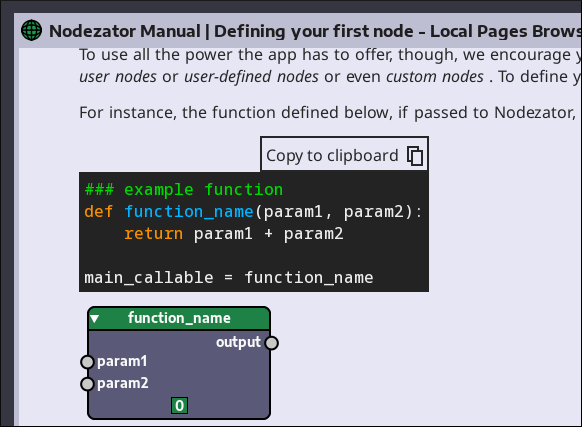 Nodezator Manual | Defining your first node - Local Pages Brows
To use all the power the app has to offer, though, we encourage y
user nodes or user-defined nodes or even custom nodes . To define y
For instance, the function defined below, if passed to Nodezator,
Copy to clipboard
### example function
def function_name(param1, param2):
    return param1 + param2
main_callable = function_name
function_name
output
param1
param2
0